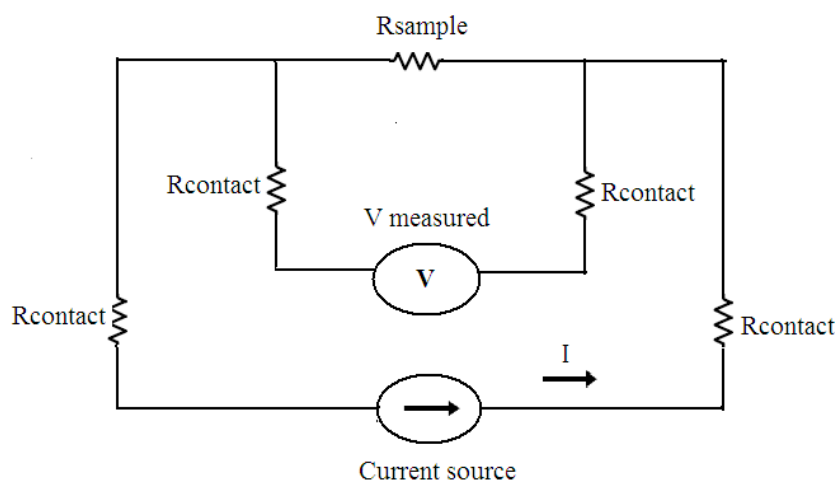 Rsample
Rcontact
Rcontact
V measured
V
Rcontact
Rcontact
I
Current source